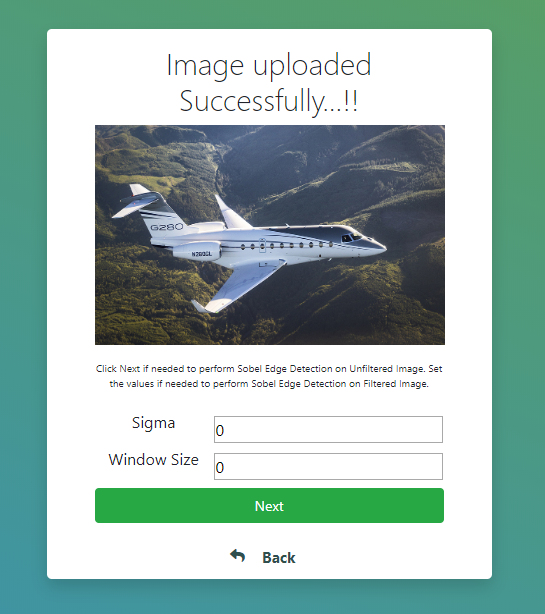 Image uploaded
Successfully...!!
G280
N280GL
Click Next if needed to perform Sobel Edge Detection on Unfiltered Image. Set
the values if needed to perform Sobel Edge Detection on Filtered Image.
Sigma
0
Window Size
0
Next
Back